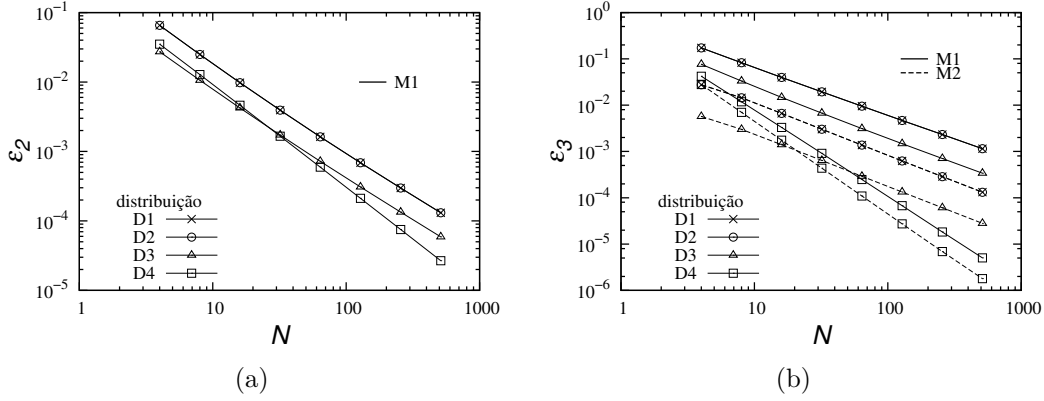 10⁻¹
10⁻²
10⁻³
10⁻⁴
10⁻⁵
ε₂
M1
distribuição
D1
D2
D3
D4
1 10 100 1000
N
(a)
10⁰
10⁻¹
10⁻²
10⁻³
10⁻⁴
10⁻⁵
10⁻⁶
ε₃
M1
M2
distribuição
D1
D2
D3
D4
1 10 100 1000
N
(b)